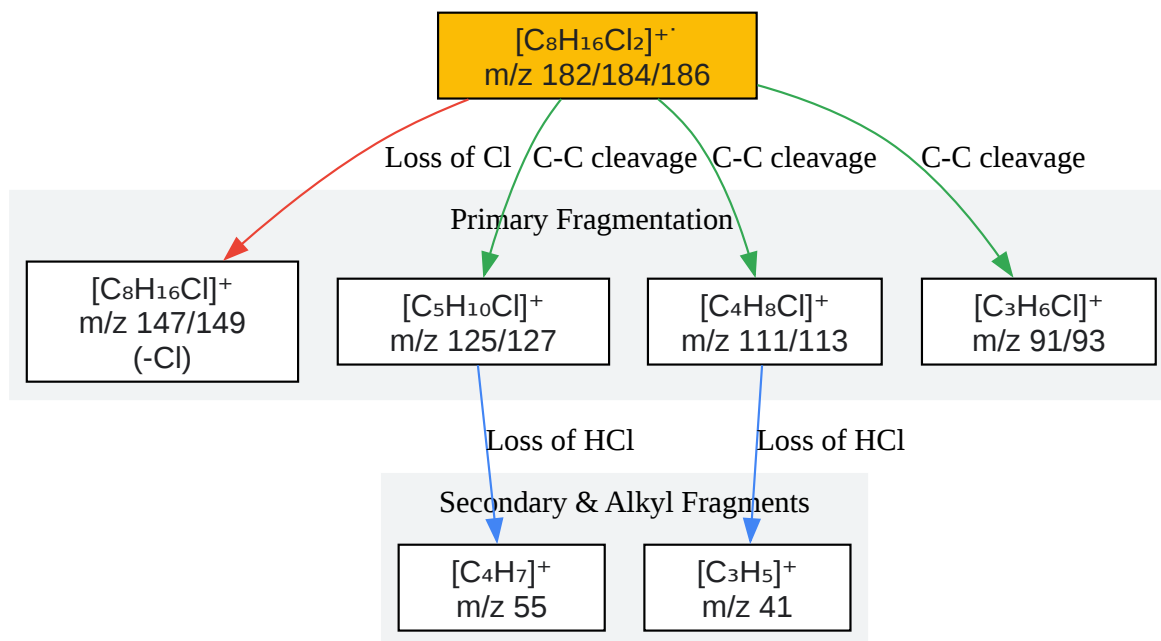 [C₈H₁₆Cl₂]⁺˙
m/z 182/184/186
Loss of Cl
C-C cleavage
C-C cleavage
C-C cleavage
Primary Fragmentation
[C₈H₁₆Cl]⁺
m/z 147/149
(-Cl)
[C₅H₁₀Cl]⁺
m/z 125/127
[C₄H₈Cl]⁺
m/z 111/113
[C₃H₆Cl]⁺
m/z 91/93
Loss of HCl
Loss of HCl
Secondary & Alkyl Fragments
[C₄H₇]⁺
m/z 55
[C₃H₅]⁺
m/z 41